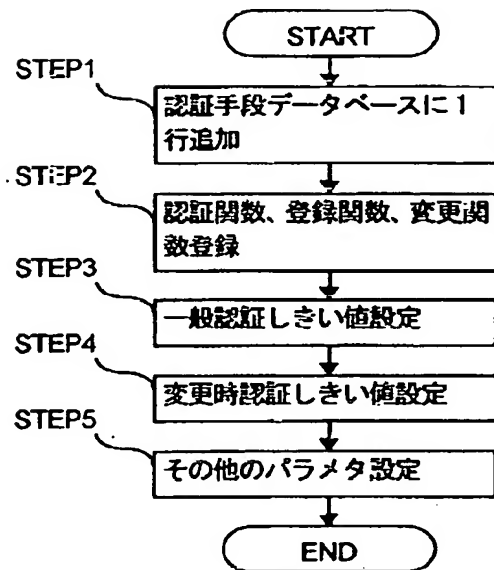 START
STEP1
認証手段データベースに1
行追加
STEP2
認証関数、登録関数、変更関
数登録
STEP3
一般認証しきい値設定
STEP4
変更時認証しきい値設定
STEP5
その他のパラメタ設定
END